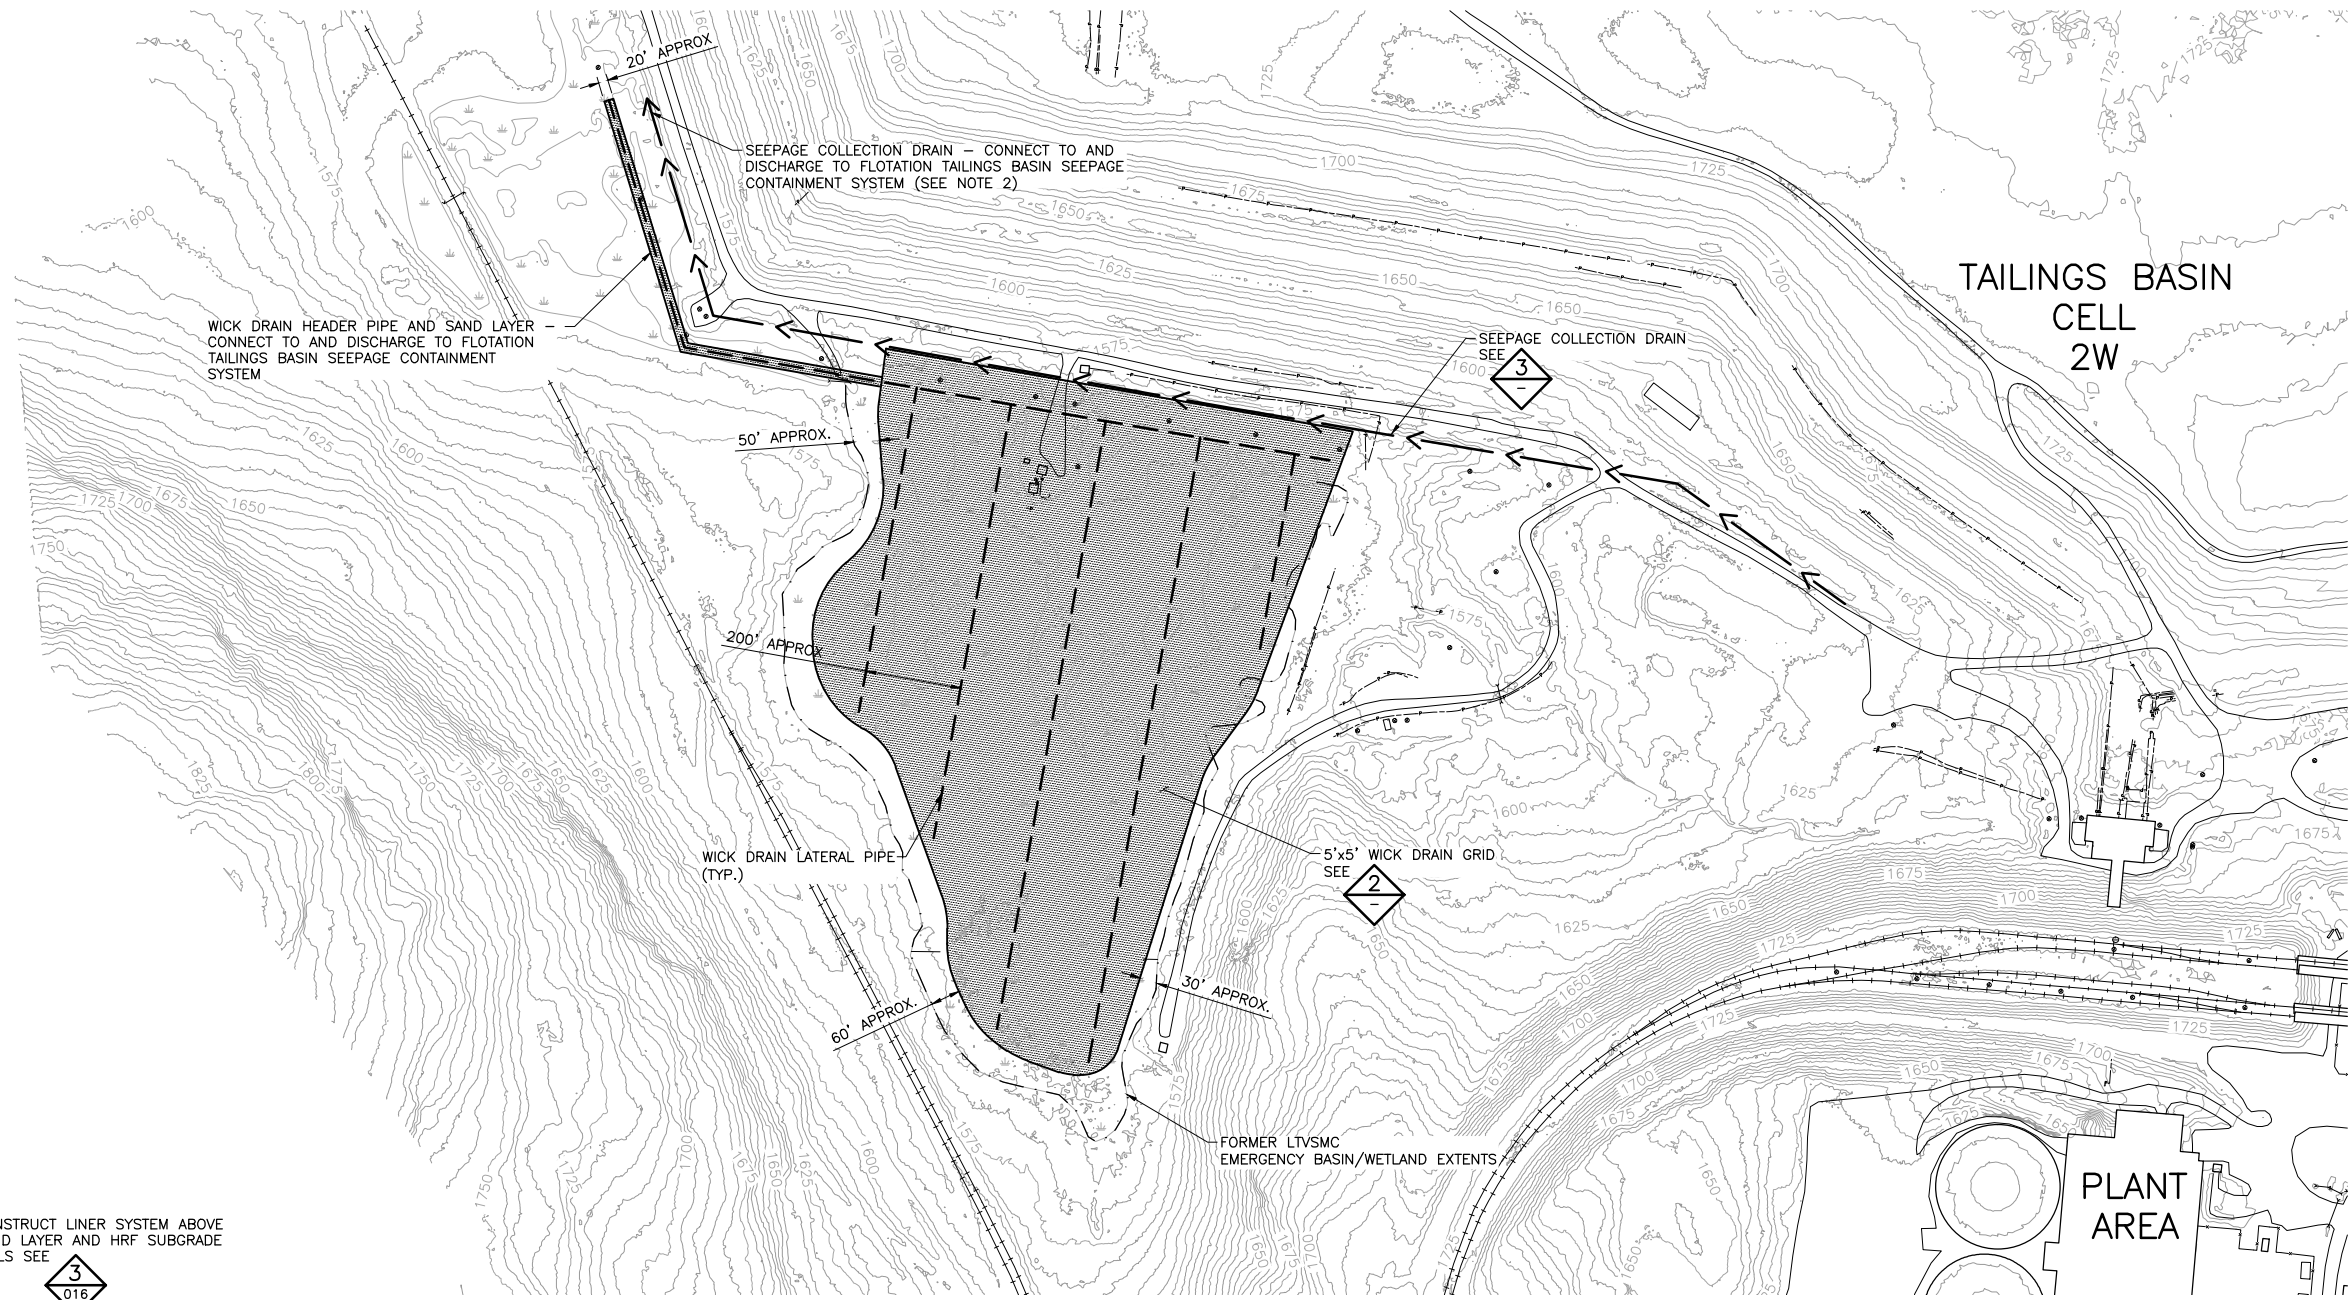 20' APPROX
SEEPAGE COLLECTION DRAIN – CONNECT TO AND
DISCHARGE TO FLOTATION TAILINGS BASIN SEEPAGE
CONTAINMENT SYSTEM (SEE NOTE 2)
TAILINGS BASIN
CELL
2W
WICK DRAIN HEADER PIPE AND SAND LAYER –
CONNECT TO AND DISCHARGE TO FLOTATION
TAILINGS BASIN SEEPAGE CONTAINMENT
SYSTEM
SEEPAGE COLLECTION DRAIN
SEE
3
–
50' APPROX.
200' APPROX
WICK DRAIN LATERAL PIPE
(TYP.)
5'x5' WICK DRAIN GRID
SEE
2
–
60' APPROX.
30' APPROX.
FORMER LTVSMC
EMERGENCY BASIN/WETLAND EXTENTS
PLANT
AREA
NSTRUCT LINER SYSTEM ABOVE
D LAYER AND HRF SUBGRADE
LS SEE
3
016
1600
1575
1675
1700
1650
1625
1725
1750
1800
1825